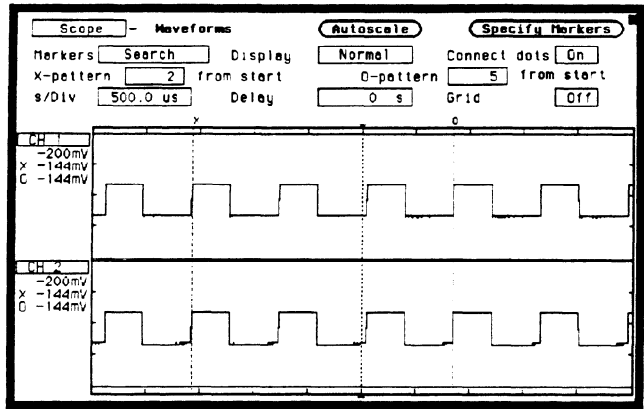 Scope - Waveforms Autoscale Specify Markers
Markers Search Display Normal Connect dots On
X-pattern 2 from start O-pattern 5 from start
s/Div 500.0 us Delay 0 s Grid Off
X O
CH 1
-200mV
X -144mV
O -144mV
CH 2
-200mV
X -144mV
O -144mV